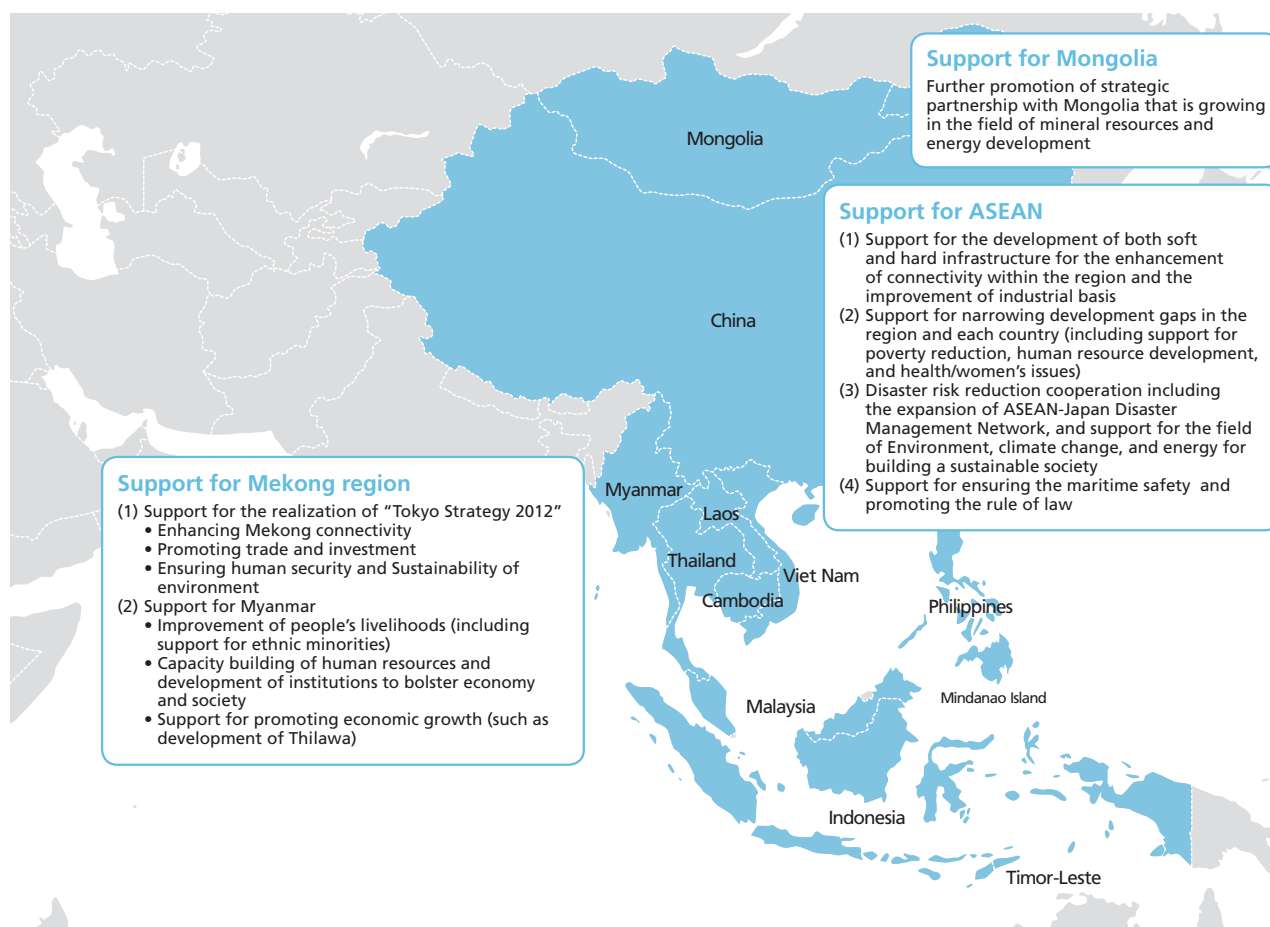 Support for Mongolia
Further promotion of strategic
partnership with Mongolia that is growing
in the field of mineral resources and
energy development
Mongolia
Support for ASEAN
(1) Support for the development of both soft
and hard infrastructure for the enhancement
of connectivity within the region and the
improvement of industrial basis
(2) Support for narrowing development gaps in the
region and each country (including support for
poverty reduction, human resource development,
and health/women’s issues)
(3) Disaster risk reduction cooperation including
the expansion of ASEAN-Japan Disaster
Management Network, and support for the field
of Environment, climate change, and energy for
building a sustainable society
(4) Support for ensuring the maritime safety and
promoting the rule of law
China
Support for Mekong region
(1) Support for the realization of “Tokyo Strategy 2012”
• Enhancing Mekong connectivity
• Promoting trade and investment
• Ensuring human security and Sustainability of
environment
(2) Support for Myanmar
• Improvement of people’s livelihoods (including
support for ethnic minorities)
• Capacity building of human resources and
development of institutions to bolster economy
and society
• Support for promoting economic growth (such as
development of Thilawa)
Myanmar
Laos
Thailand
Viet Nam
Cambodia
Philippines
Mindanao Island
Malaysia
Indonesia
Timor-Leste